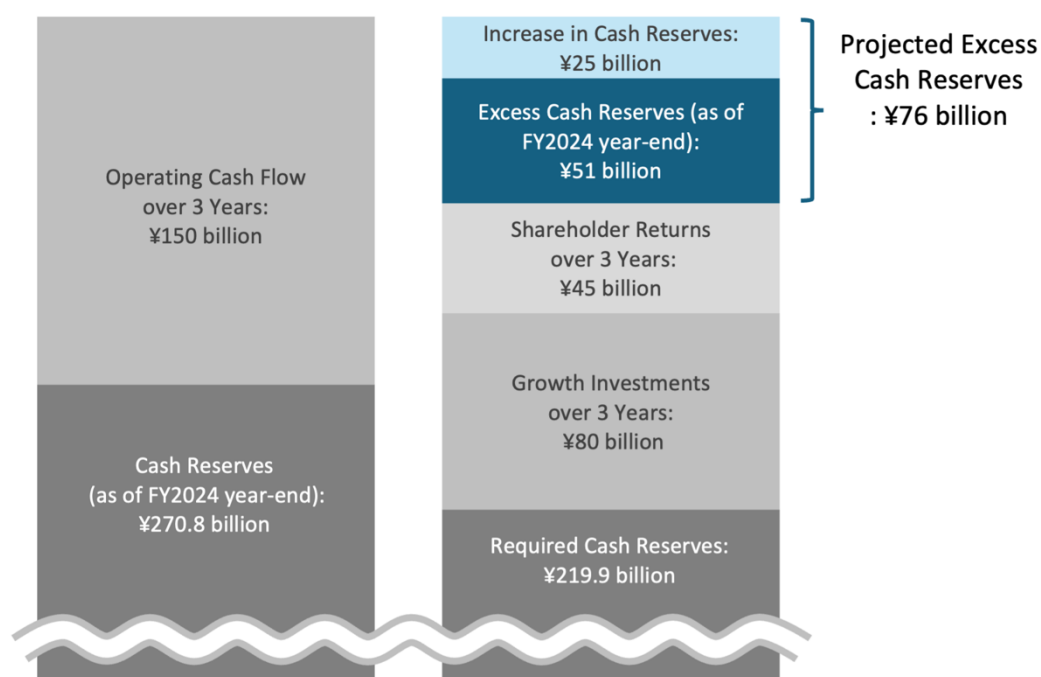 Operating Cash Flow
over 3 Years:
¥150 billion
Cash Reserves
(as of FY2024 year-end):
¥270.8 billion
Increase in Cash Reserves:
¥25 billion
Excess Cash Reserves (as of
FY2024 year-end):
¥51 billion
Shareholder Returns
over 3 Years:
¥45 billion
Growth Investments
over 3 Years:
¥80 billion
Required Cash Reserves:
¥219.9 billion
Projected Excess
Cash Reserves
: ¥76 billion